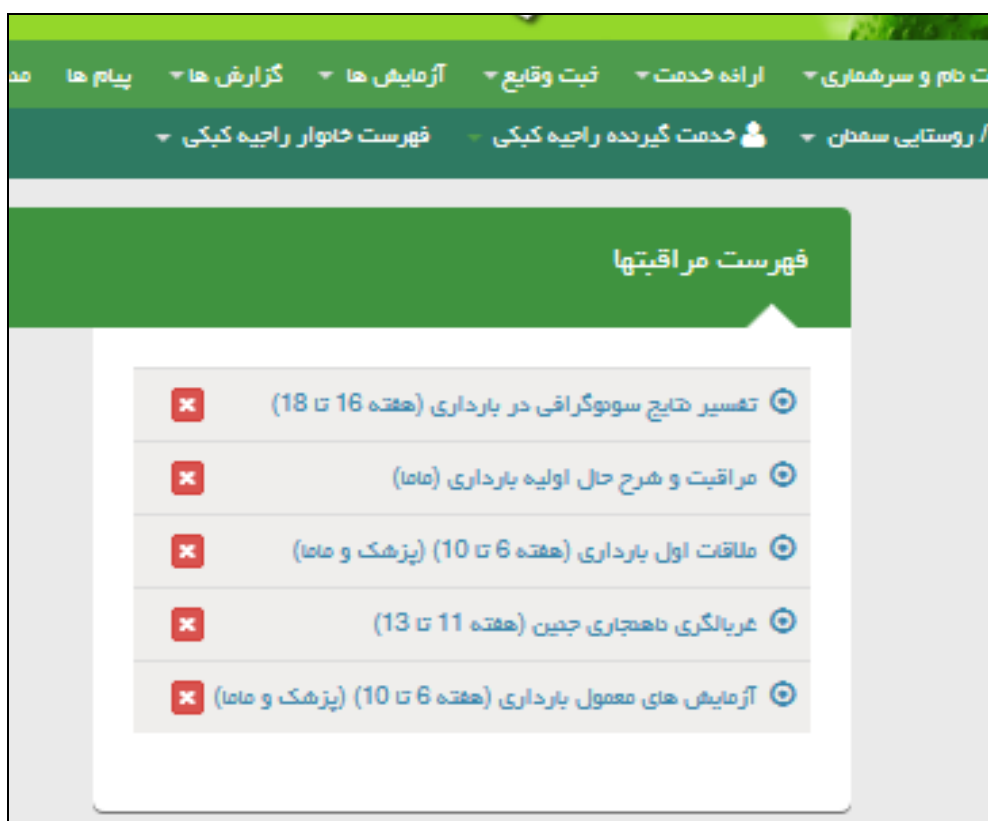 ت نام و سرشماری ارائه خدمت ثبت وقایع آزمایش ها گزارش ها پیام ها
/ روستایی سمنان خدمت گیرنده راجیه کبکی فهرست خانوار راجیه کبکی
فهرست مراقبتها
تفسیر نتایج سونوگرافی در بارداری (هفته 16 تا 18)
مراقبت و شرح حال اولیه بارداری (ماما)
ملاقات اول بارداری (هفته 6 تا 10) (پزشک و ماما)
غربالگری ناهنجاری جنین (هفته 11 تا 13)
آزمایش های معمول بارداری (هفته 6 تا 10) (پزشک و ماما)